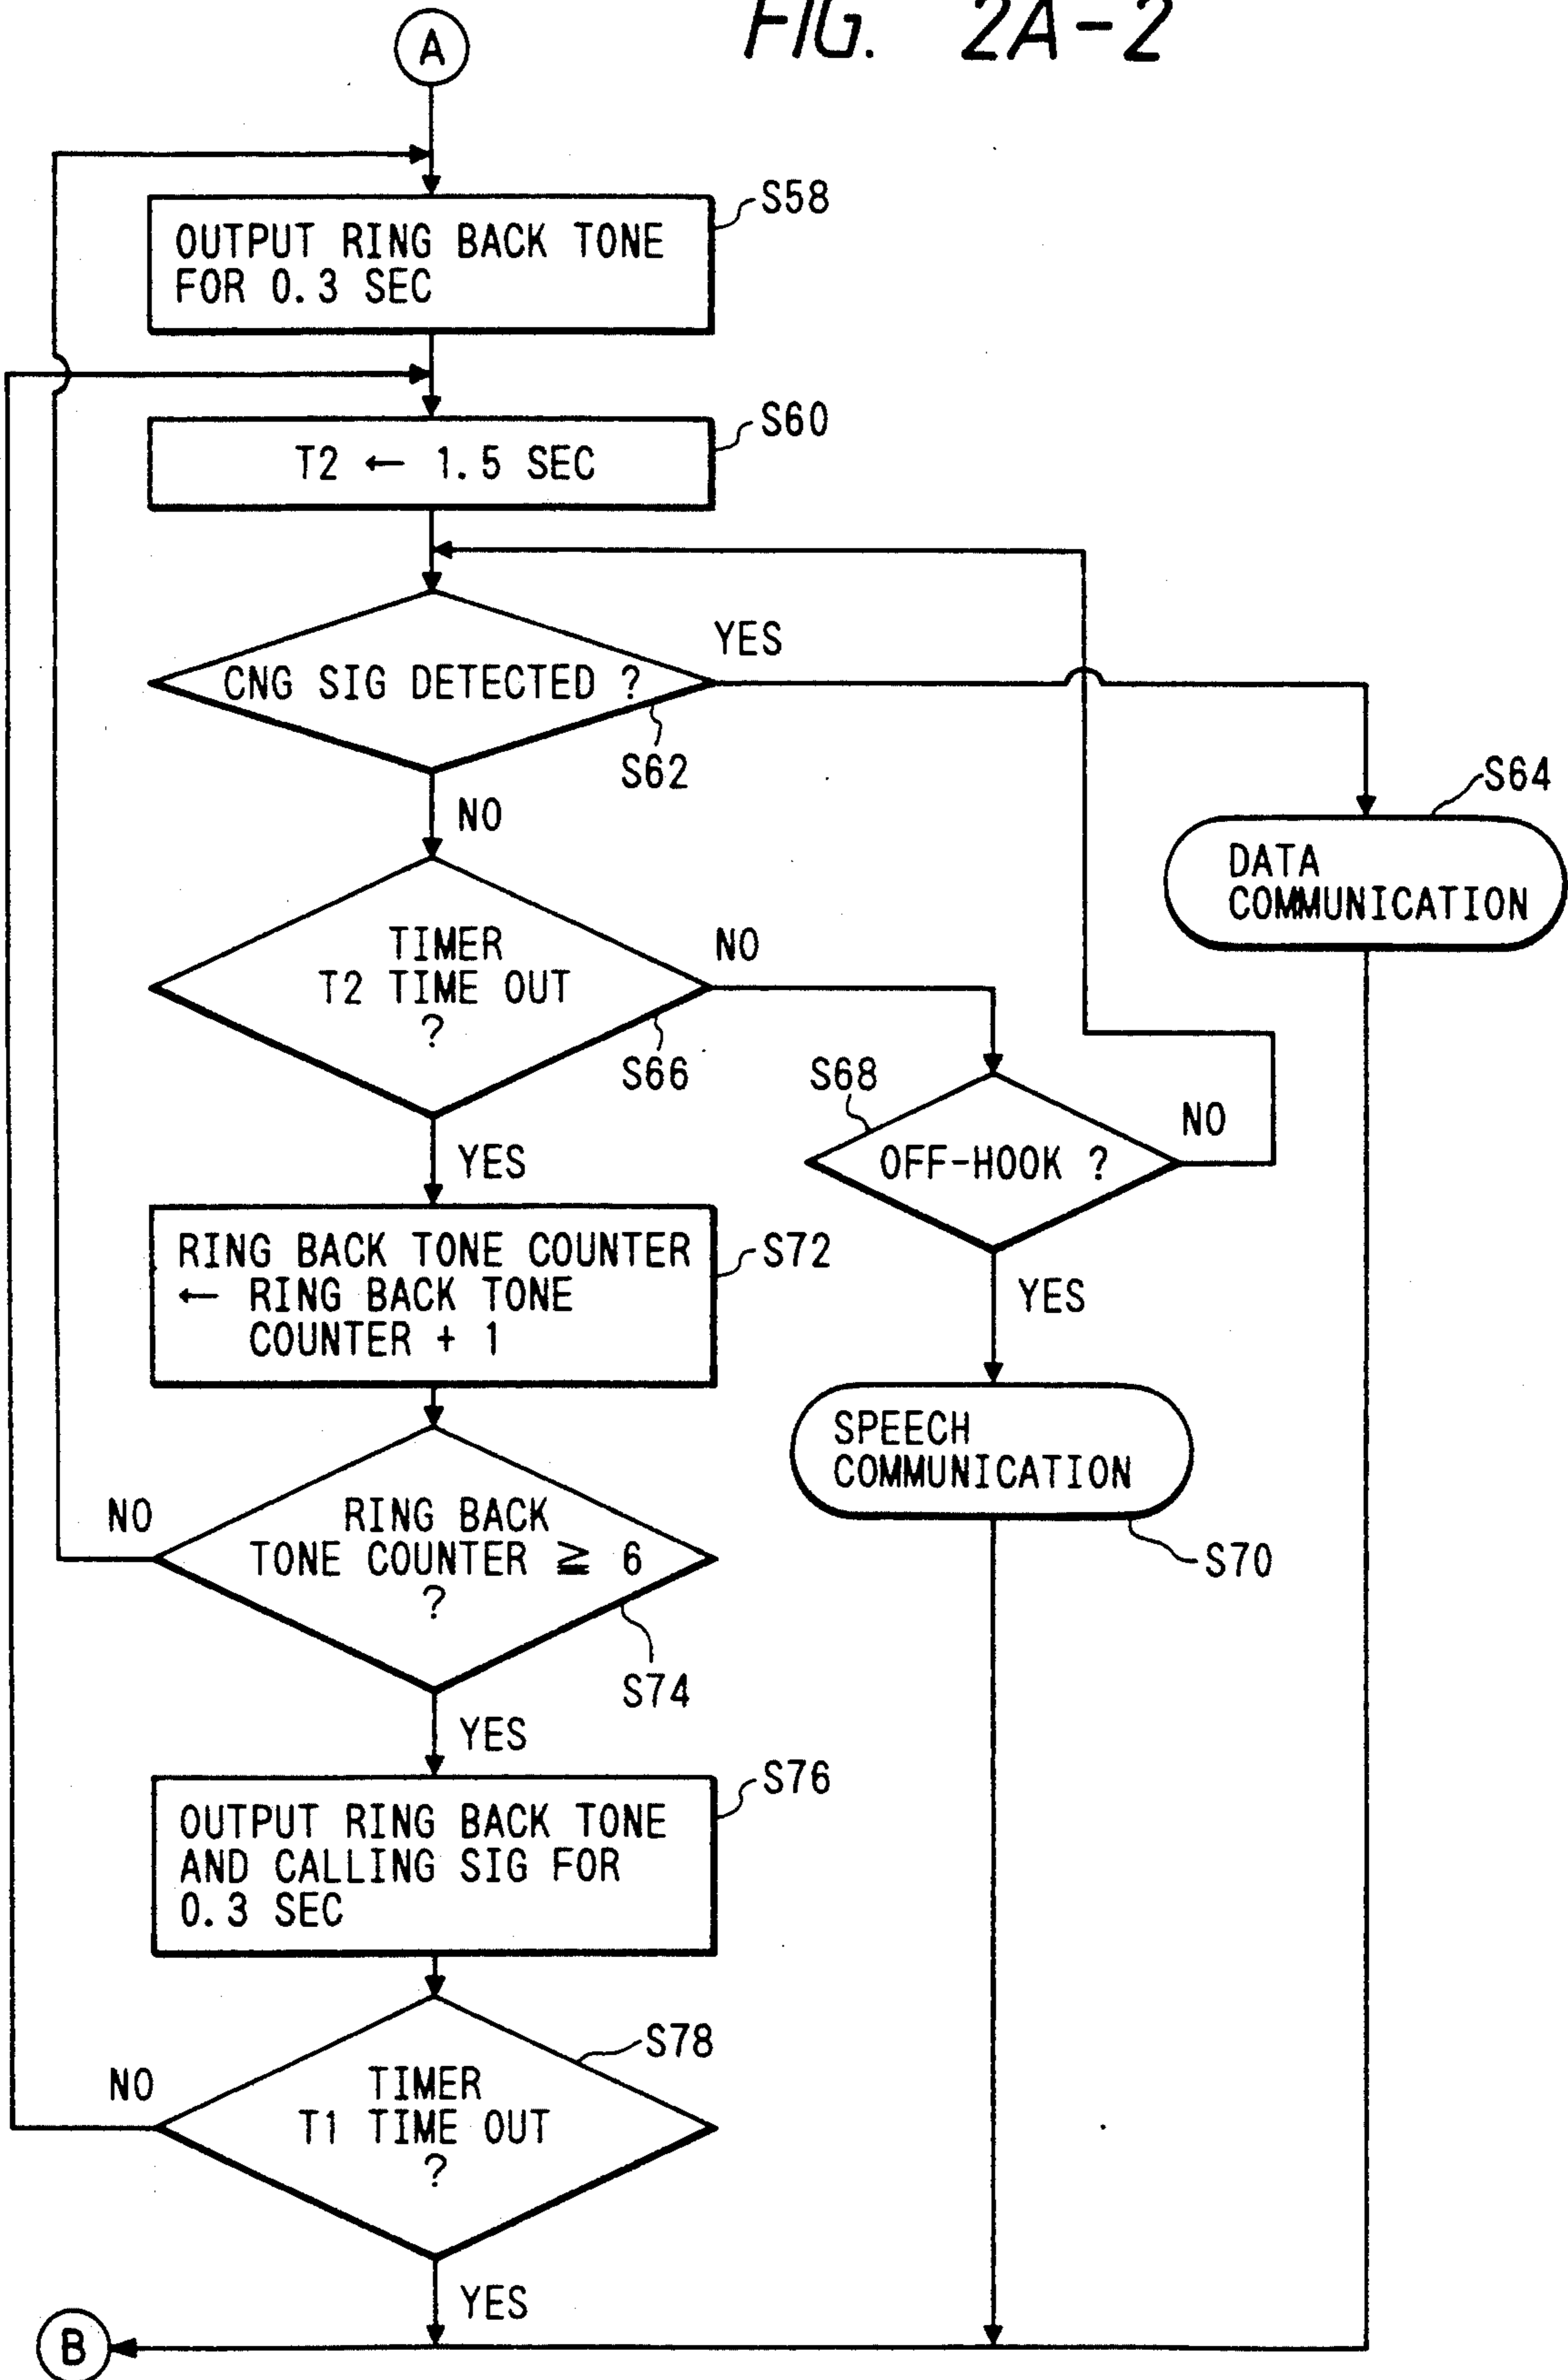 FIG. 2A-2
A
S58
OUTPUT RING BACK TONE
FOR 0.3 SEC
S60
T2 ← 1.5 SEC
YES
CNG SIG DETECTED ?
S62
NO
S64
DATA
COMMUNICATION
TIMER
T2 TIME OUT
?
NO
S66
S68
OFF-HOOK ?
NO
YES
YES
S72
RING BACK TONE COUNTER
← RING BACK TONE
COUNTER + 1
SPEECH
COMMUNICATION
S70
NO
RING BACK
TONE COUNTER ≧ 6
?
S74
YES
S76
OUTPUT RING BACK TONE
AND CALLING SIG FOR
0.3 SEC
S78
NO
TIMER
T1 TIME OUT
?
YES
B